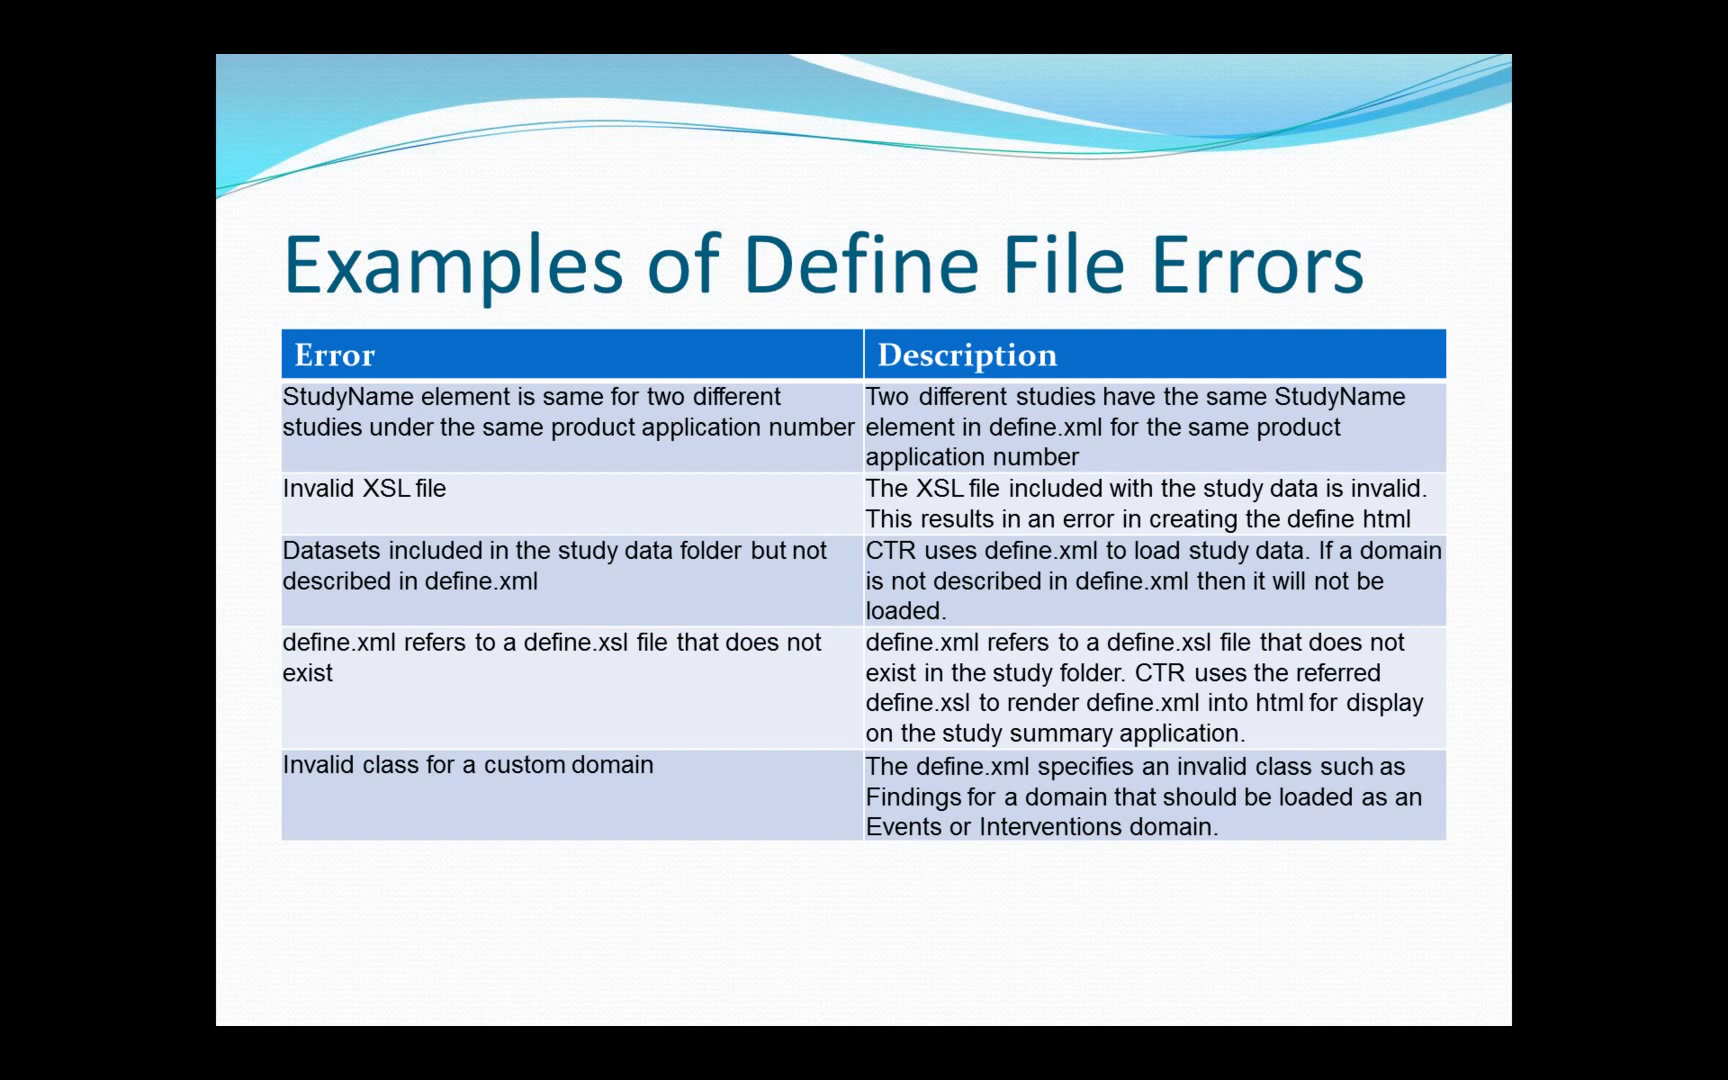 Examples of Define File Errors
Error
Description
StudyName element is same for two different
studies under the same product application number
Two different studies have the same StudyName
element in define.xml for the same product
application number
Invalid XSL file
The XSL file included with the study data is invalid.
This results in an error in creating the define html
Datasets included in the study data folder but not
described in define.xml
CTR uses define.xml to load study data. If a domain
is not described in define.xml then it will not be
loaded.
define.xml refers to a define.xsl file that does not
exist
define.xml refers to a define.xsl file that does not
exist in the study folder. CTR uses the referred
define.xsl to render define.xml into html for display
on the study summary application.
Invalid class for a custom domain
The define.xml specifies an invalid class such as
Findings for a domain that should be loaded as an
Events or Interventions domain.